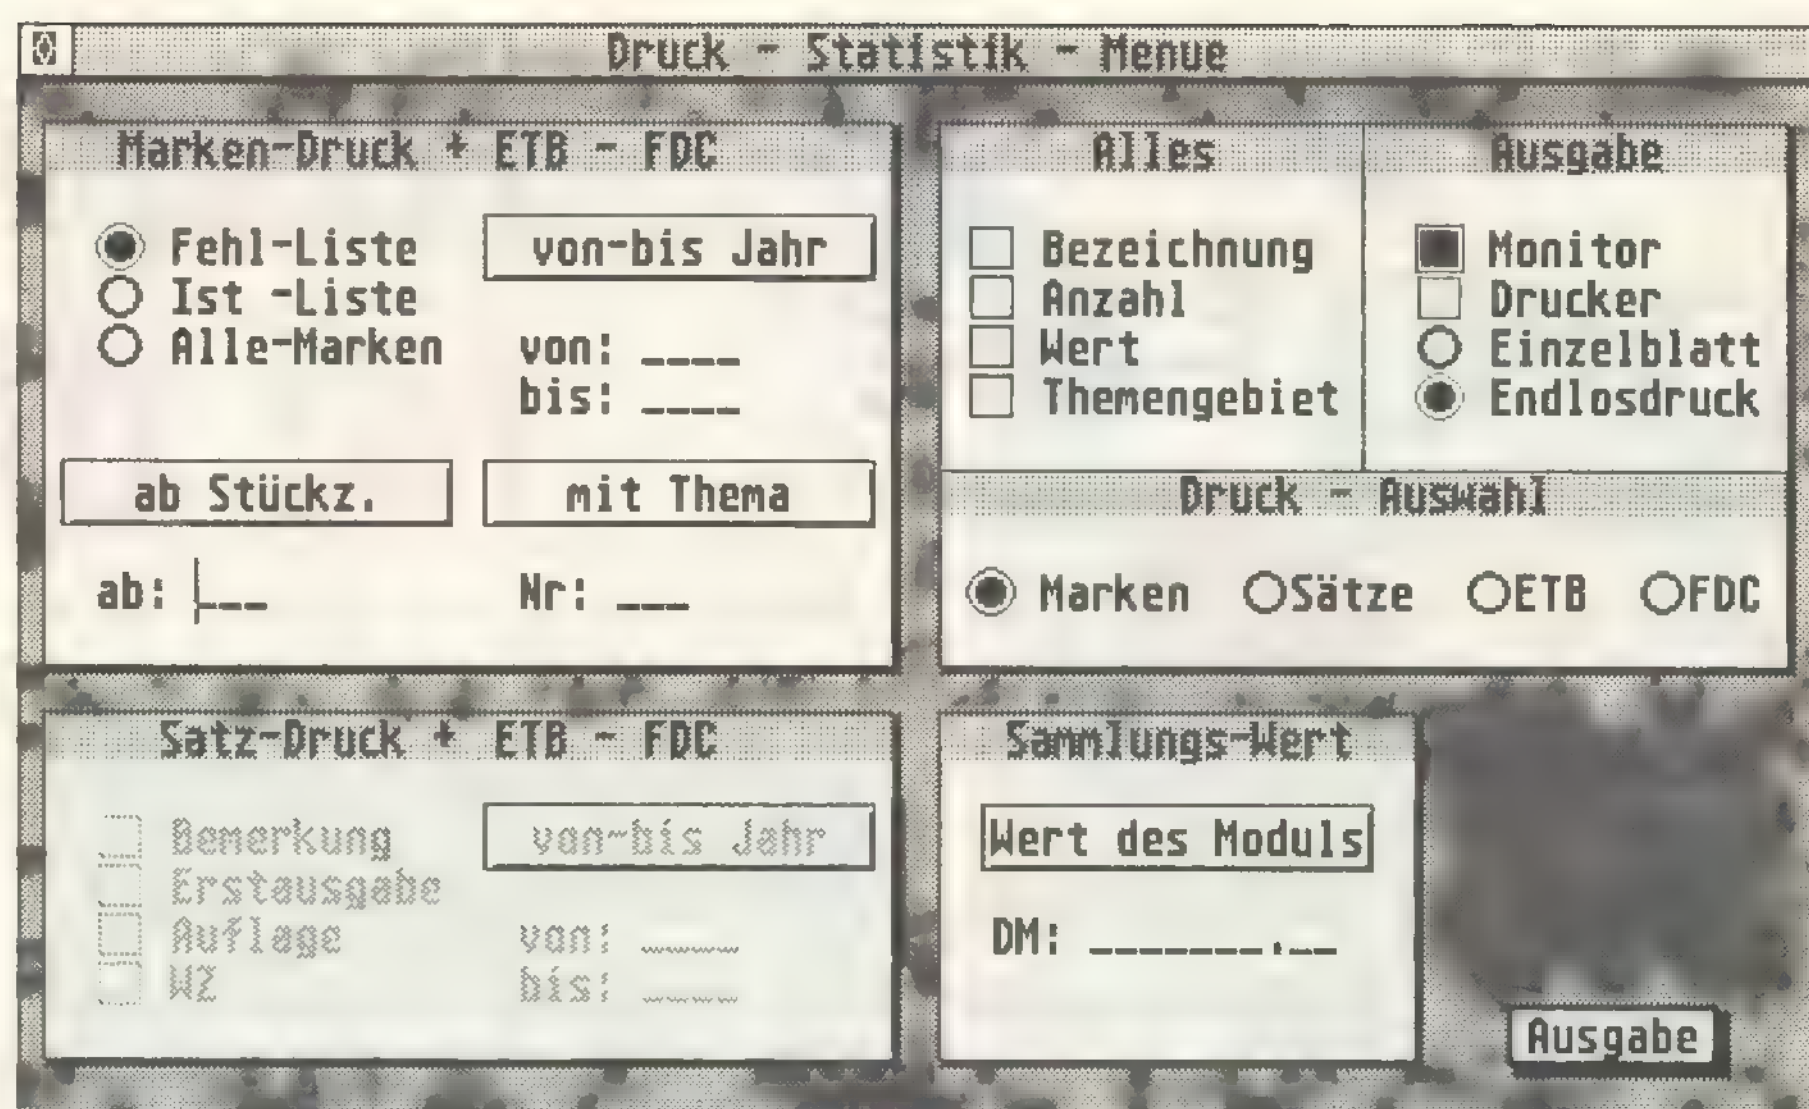 Druck - Statistik - Menue
Marken-Druck + ETB - FDC
Fehl-Liste
Ist -Liste
Alle-Marken
von-bis Jahr
von: ____
bis: ____
ab Stückz.
mit Thema
ab: ___
Nr: ___
Alles
Bezeichnung
Anzahl
Wert
Themengebiet
Ausgabe
Monitor
Drucker
Einzelblatt
Endlosdruck
Druck - Auswahl
Marken Sätze ETB FDC
Satz-Druck + ETB - FDC
Bemerkung
Erstausgabe
Auflage
WZ
von-bis Jahr
von: ____
bis: ____
Sammlungs-Wert
Wert des Moduls
DM: _______.__
Ausgabe